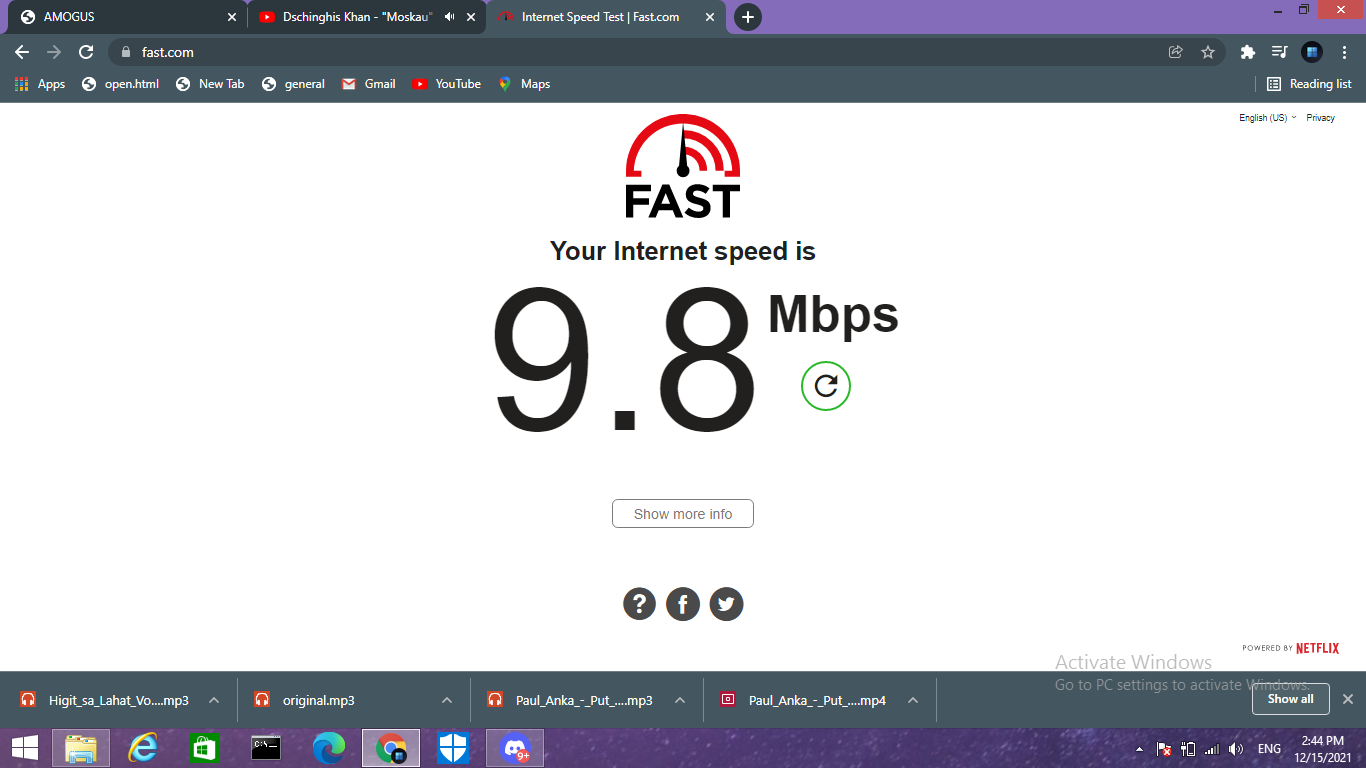 AMOGUS
Dschinghis Khan - "Moskau"
Internet Speed Test | Fast.com
fast.com
Apps
open.html
New Tab
general
Gmail
YouTube
Maps
Reading list
English (US)
Privacy
FAST
Your Internet speed is
9.8 Mbps
Show more info
POWERED BY NETFLIX
Activate Windows
Go to PC settings to activate Windows.
Higit_sa_Lahat_Vo....mp3
original.mp3
Paul_Anka_-_Put_....mp3
Paul_Anka_-_Put_....mp4
Show all
C:\_
9+
ENG
2:44 PM
12/15/2021